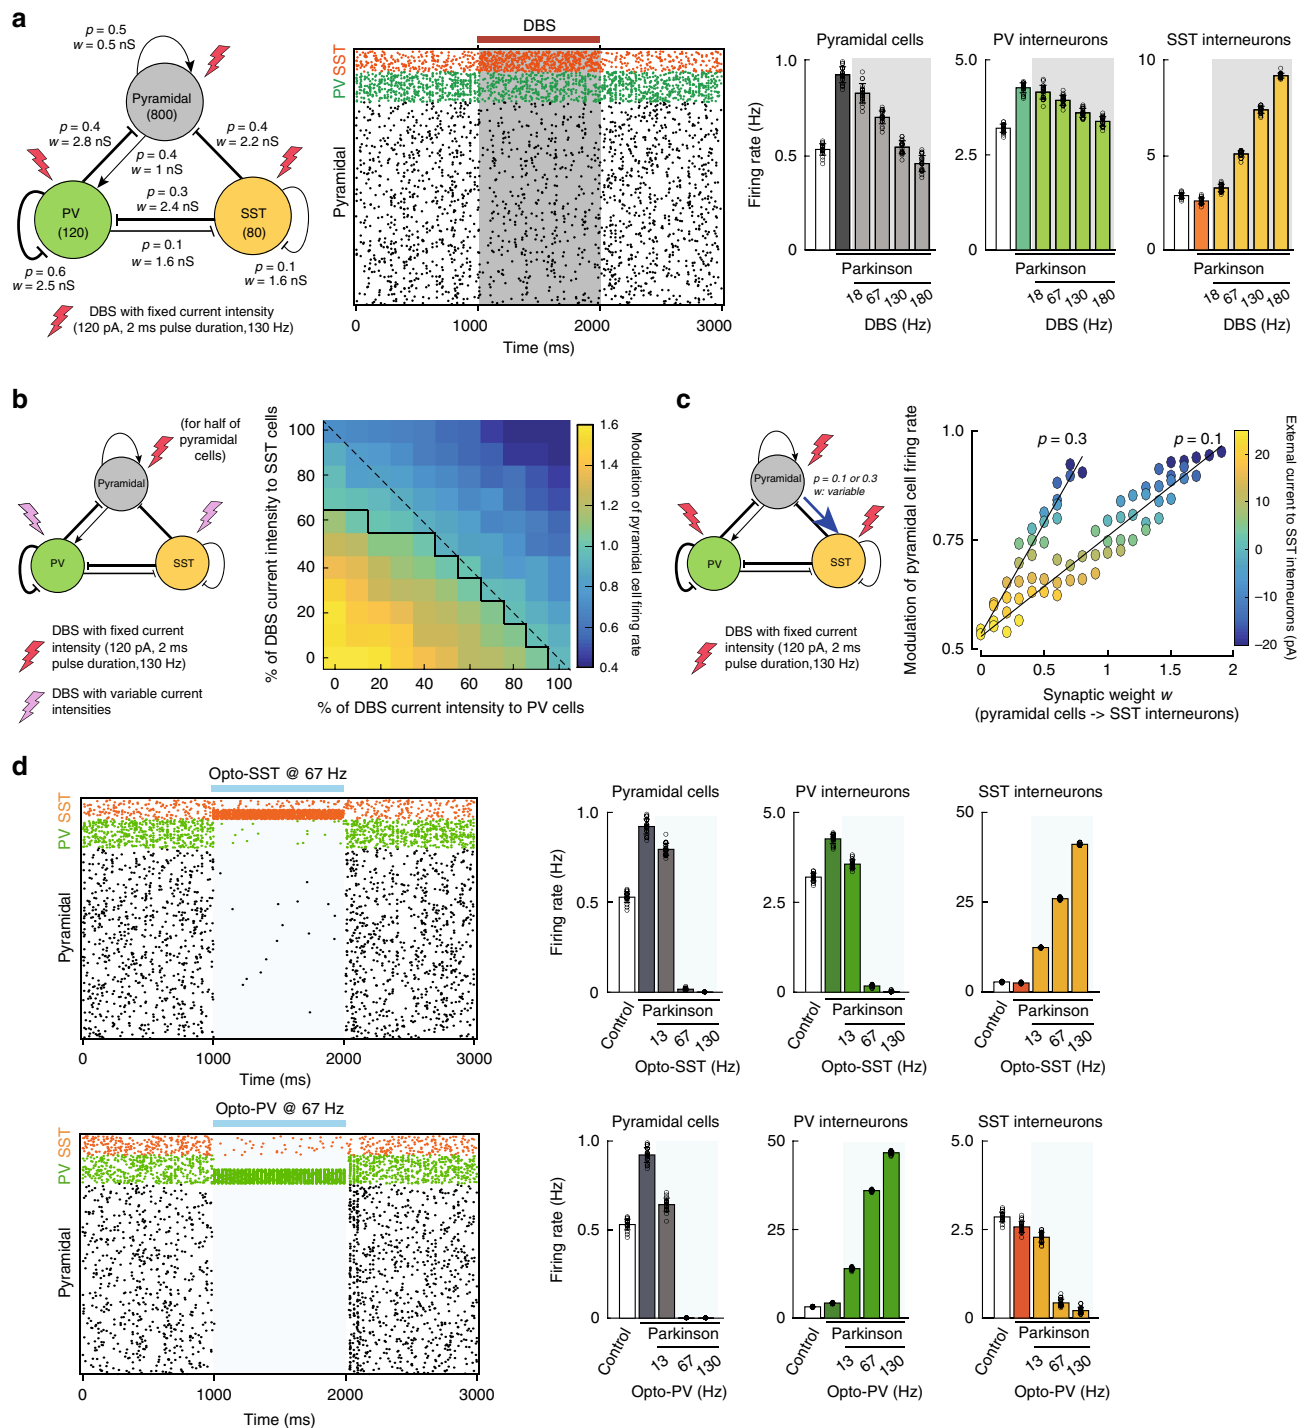 a
p = 0.5
w = 0.5 nS
Pyramidal
(800)
p = 0.4
w = 2.8 nS
p = 0.4
w = 2.2 nS
p = 0.4
w = 1 nS
p = 0.3
w = 2.4 nS
PV
(120)
SST
(80)
p = 0.1
w = 1.6 nS
p = 0.6
w = 2.5 nS
p = 0.1
w = 1.6 nS
DBS with fixed current intensity
(120 pA, 2 ms pulse duration,130 Hz)
DBS
PV SST
Pyramidal
0 1000 2000 3000
Time (ms)
Pyramidal cells
Firing rate (Hz)
1.0
0.5
0
Parkinson
18 67 130 180
DBS (Hz)
PV interneurons
5.0
2.5
0
Parkinson
18 67 130 180
DBS (Hz)
SST interneurons
10
5
0
Parkinson
18 67 130 180
DBS (Hz)
b
(for half of
pyramidal
cells)
Pyramidal
PV
SST
DBS with fixed current
intensity (120 pA, 2 ms
pulse duration,130 Hz)
DBS with variable current
intensities
% of DBS current intensity to SST cells
100
80
60
40
20
0
0 20 40 60 80 100
% of DBS current intensity to PV cells
1.6
1.4
1.2
1.0
0.8
0.6
0.4
Modulation of pyramidal cell firing rate
c
Pyramidal
p = 0.1 or 0.3
w: variable
PV
SST
DBS with fixed current
intensity (120 pA, 2 ms
pulse duration,130 Hz)
Modulation of pyramidal cell firing rate
1.0
0.75
0.5
p = 0.3
p = 0.1
0 0.5 1 1.5 2
Synaptic weight w
(pyramidal cells -> SST interneurons)
20
10
0
−10
−20
External current to SST interneurons (pA)
d
Opto-SST @ 67 Hz
PV SST
Pyramidal
0 1000 2000 3000
Time (ms)
Pyramidal cells
Firing rate (Hz)
1.0
0.5
0
Control
Parkinson
13 67 130
Opto-SST (Hz)
PV interneurons
5.0
2.5
0
Control
Parkinson
13 67 130
Opto-SST (Hz)
SST interneurons
50
25
0
Control
Parkinson
13 67 130
Opto-SST (Hz)
Opto-PV @ 67 Hz
PV SST
Pyramidal
0 1000 2000 3000
Time (ms)
Pyramidal cells
Firing rate (Hz)
1.0
0.5
0
Control
Parkinson
13 67 130
Opto-PV (Hz)
PV interneurons
50
25
0
Control
Parkinson
13 67 130
Opto-PV (Hz)
SST interneurons
5.0
2.5
0
Control
Parkinson
13 67 130
Opto-PV (Hz)